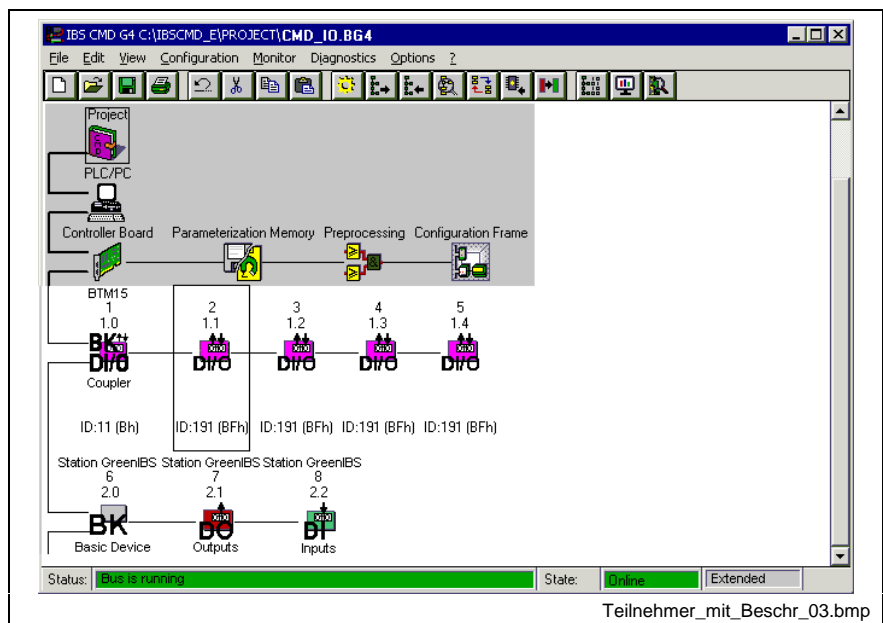 IBS CMD G4 C:\IBSCMD_E\PROJECT\CMD_IO.BG4
File Edit View Configuration Monitor Diagnostics Options ?
Project
PLC/PC
Controller Board Parameterization Memory Preprocessing Configuration Frame
BTM15
1 2 3 4 5
1.0 1.1 1.2 1.3 1.4
BK
DI/O DI/O DI/O DI/O DI/O
Coupler
ID:11 (Bh) ID:191 (BFh) ID:191 (BFh) ID:191 (BFh) ID:191 (BFh)
Station GreenIBS Station GreenIBS Station GreenIBS
6 7 8
2.0 2.1 2.2
BK DO DI
Basic Device Outputs Inputs
Status: Bus is running State: Online Extended
Teilnehmer_mit_Beschr_03.bmp